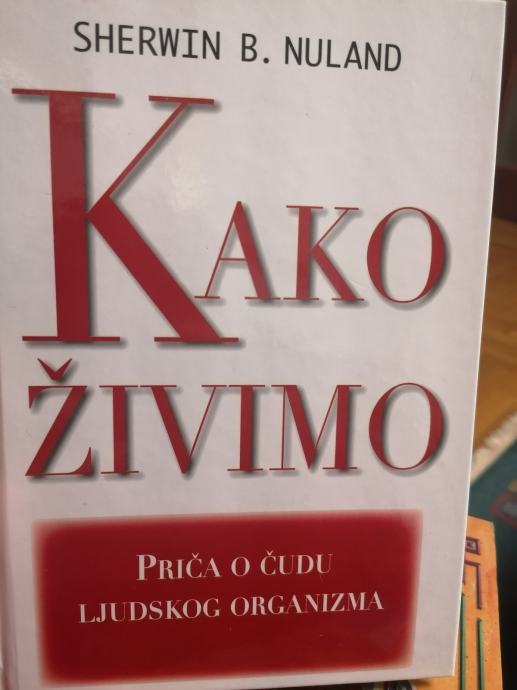 SHERWIN B. NULAND
KAKO
ŽIVIMO
PRIČA O ČUDU
LJUDSKOG ORGANIZMA